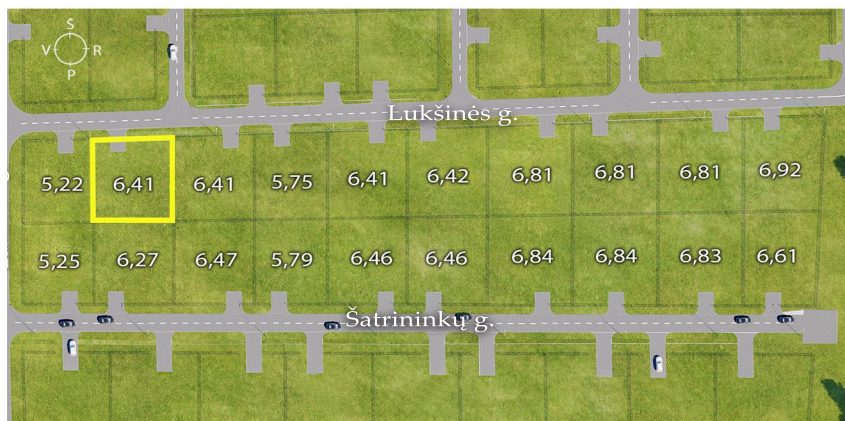 Š
V R
P
Lukšinės g.
5,22 6,41 6,41 5,75 6,41 6,42 6,81 6,81 6,81 6,92
5,25 6,27 6,47 5,79 6,46 6,46 6,84 6,84 6,83 6,61
Šatrininkų g.